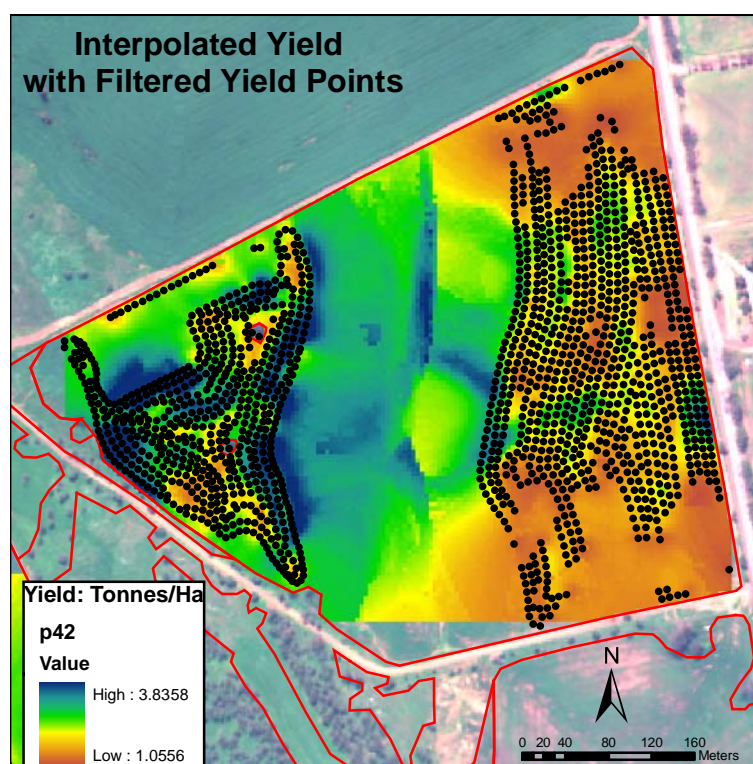 Interpolated Yield
with Filtered Yield Points
Yield: Tonnes/Ha
p42
Value
High : 3.8358
Low : 1.0556
N
0 20 40 80 120 160
Meters